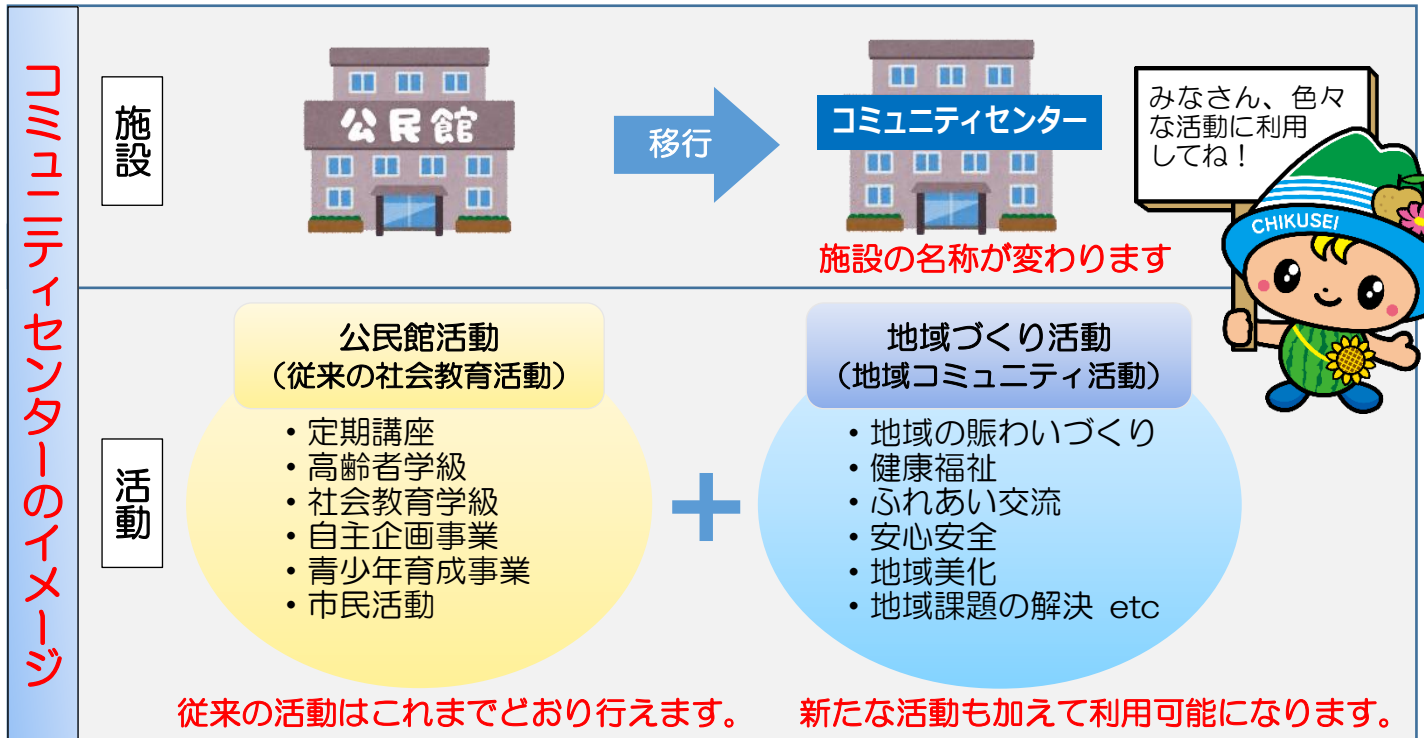 コミュニティセンターのイメージ
施設
公民館
移行
コミュニティセンター
施設の名称が変わります
みなさん、色々
な活動に利用
してね！
CHIKUSEI
活動
公民館活動
（従来の社会教育活動）
・定期講座
・高齢者学級
・社会教育学級
・自主企画事業
・青少年育成事業
・市民活動
従来の活動はこれまでどおり行えます。
＋
地域づくり活動
（地域コミュニティ活動）
・地域の賑わいづくり
・健康福祉
・ふれあい交流
・安心安全
・地域美化
・地域課題の解決 etc
新たな活動も加えて利用可能になります。